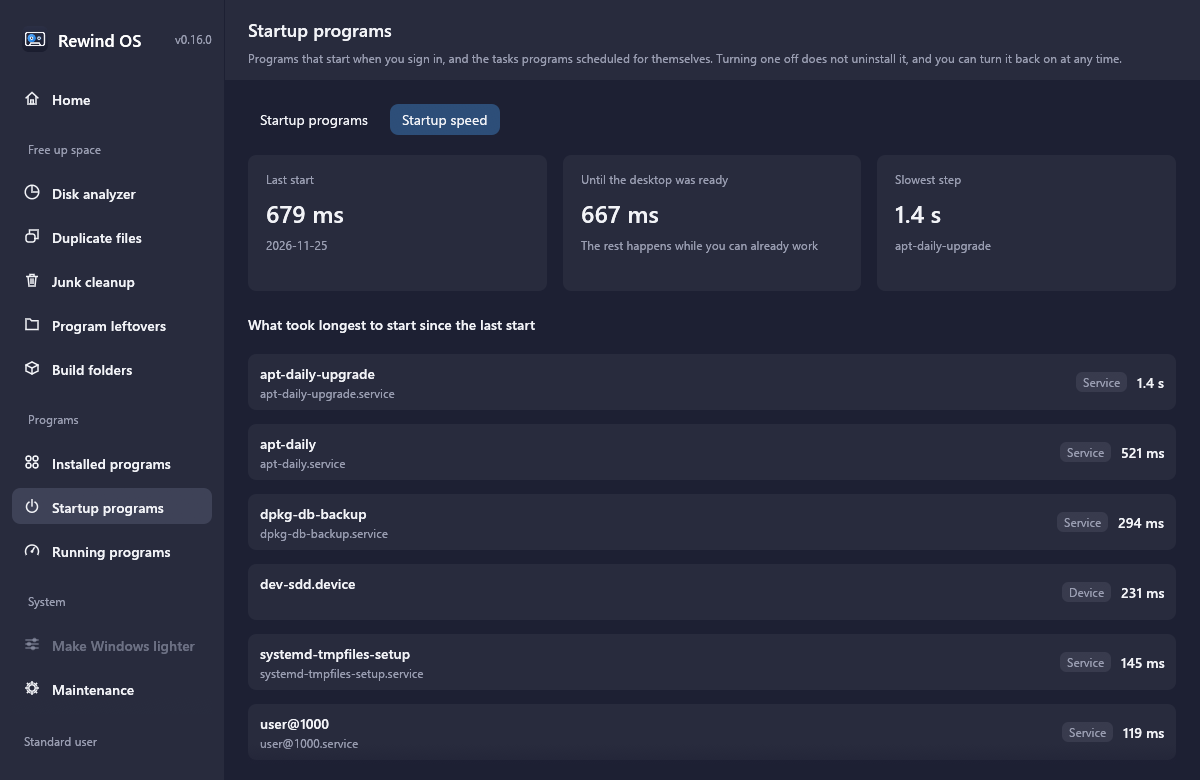 Rewind OS
v0.16.0
Home
Free up space
Disk analyzer
Duplicate files
Junk cleanup
Program leftovers
Build folders
Programs
Installed programs
Startup programs
Running programs
System
Make Windows lighter
Maintenance
Standard user
Startup programs
Programs that start when you sign in, and the tasks programs scheduled for themselves. Turning one off does not uninstall it, and you can turn it back on at any time.
Startup programs
Startup speed
Last start
679 ms
2026-11-25
Until the desktop was ready
667 ms
The rest happens while you can already work
Slowest step
1.4 s
apt-daily-upgrade
What took longest to start since the last start
apt-daily-upgrade
apt-daily-upgrade.service
Service
1.4 s
apt-daily
apt-daily.service
Service
521 ms
dpkg-db-backup
dpkg-db-backup.service
Service
294 ms
dev-sdd.device
Device
231 ms
systemd-tmpfiles-setup
systemd-tmpfiles-setup.service
Service
145 ms
user@1000
user@1000.service
Service
119 ms